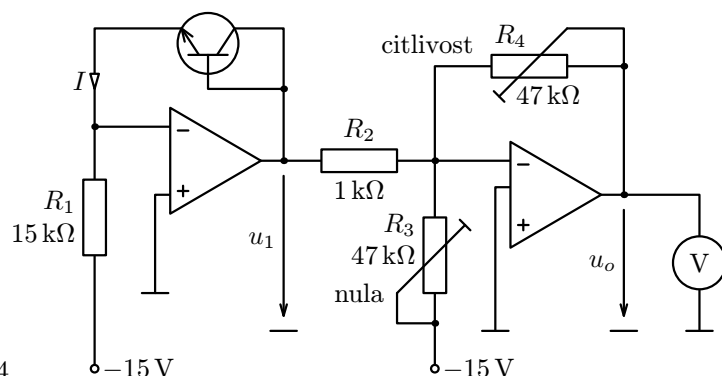 citlivost
R4
47 kΩ
I
−
+
R2
1 kΩ
−
+
R1
15 kΩ
R3
47 kΩ
nula
u1
uo
V
4
−15 V
−15 V